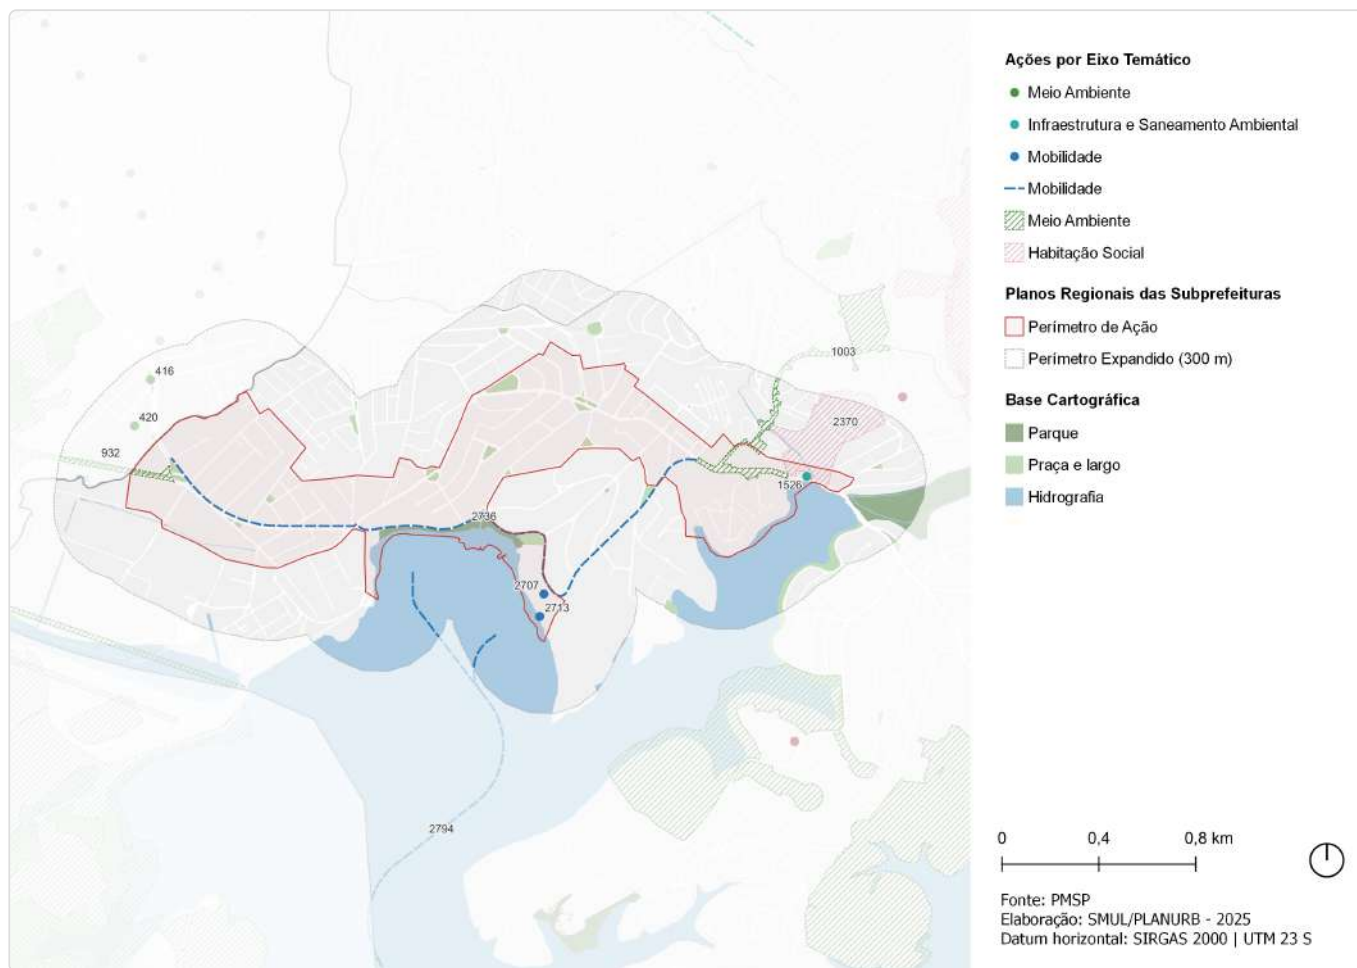 1003
416
420
932
2370
1526
2736
2707
2713
2794
Ações por Eixo Temático
Meio Ambiente
Infraestrutura e Saneamento Ambiental
Mobilidade
Mobilidade
Meio Ambiente
Habitação Social
Planos Regionais das Subprefeituras
Perímetro de Ação
Perímetro Expandido (300 m)
Base Cartográfica
Parque
Praça e largo
Hidrografia
0 0,4 0,8 km
Fonte: PMSP
Elaboração: SMUL/PLANURB - 2025
Datum horizontal: SIRGAS 2000 | UTM 23 S